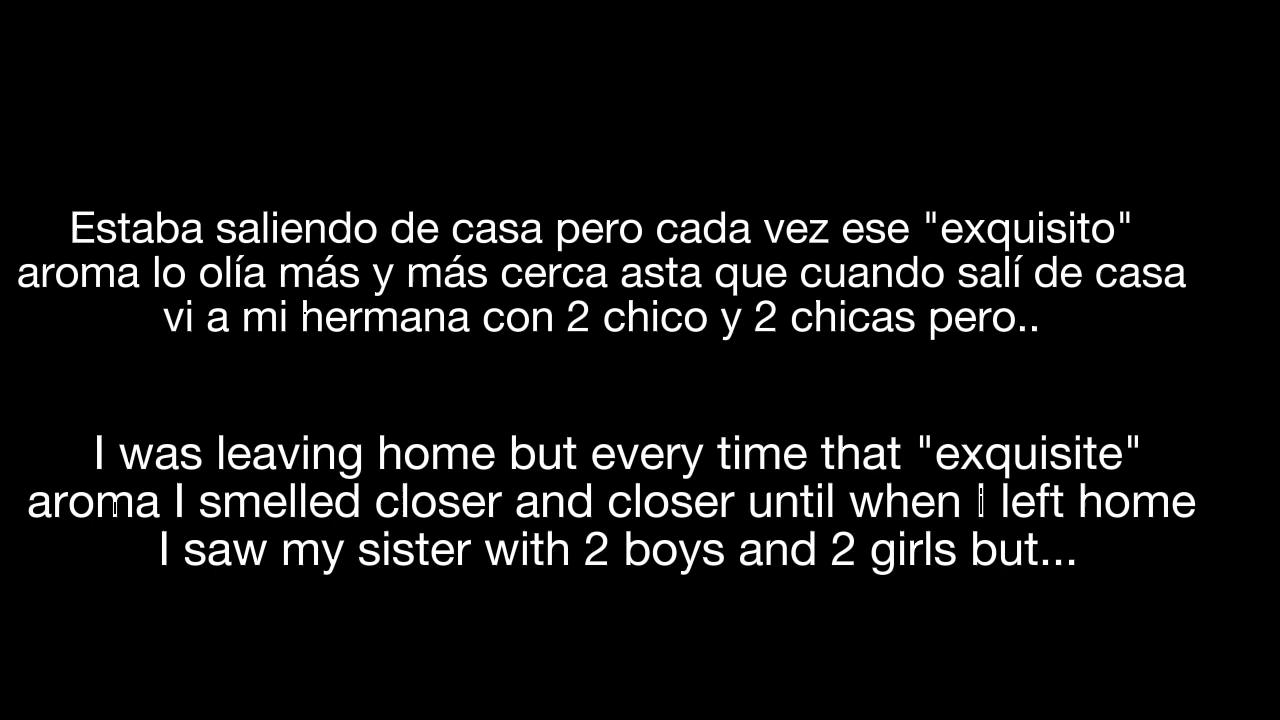 Estaba saliendo de casa pero cada vez ese "exquisito"
aroma lo olía más y más cerca asta que cuando salí de casa
vi a mi hermana con 2 chico y 2 chicas pero..
I was leaving home but every time that "exquisite"
aroma I smelled closer and closer until when I left home
I saw my sister with 2 boys and 2 girls but...